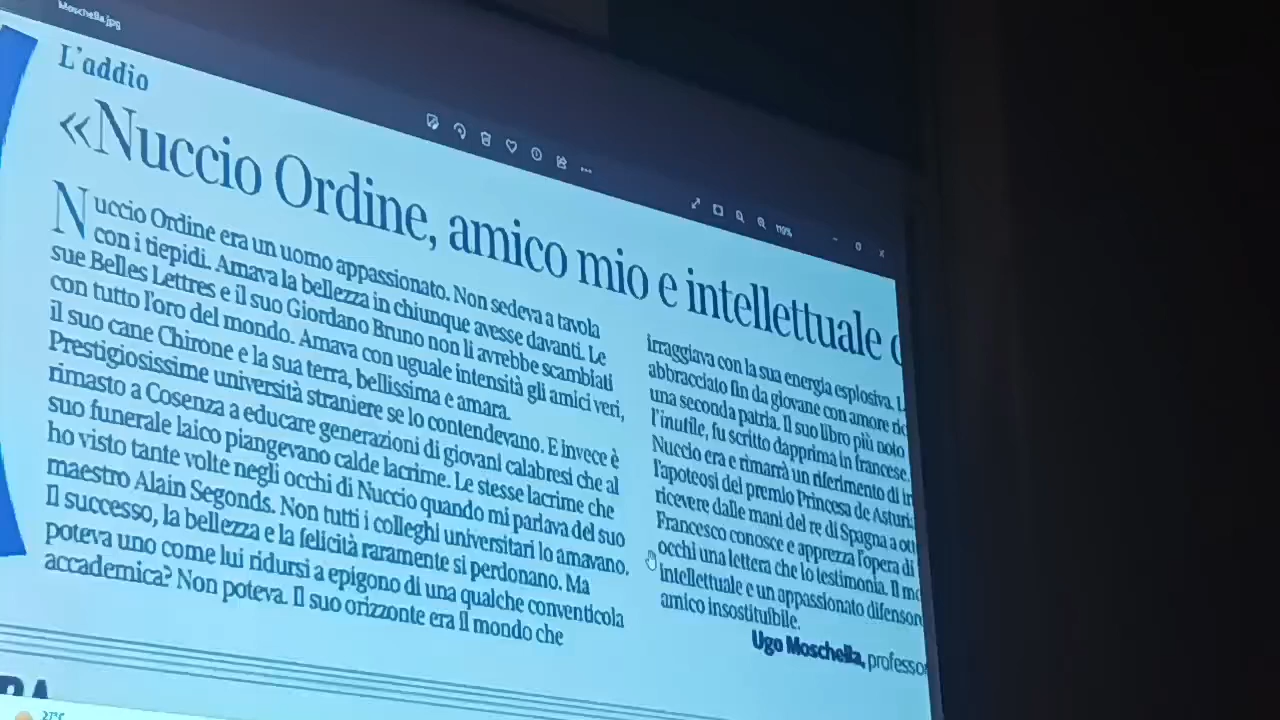 Moschella.jpg
L'addio
«Nuccio Ordine, amico mio e intellettuale
110%
Nuccio Ordine era un uomo appassionato. Non sedeva a tavola
con i tiepidi. Amava la bellezza in chiunque avesse davanti. Le
sue Belles Lettres e il suo Giordano Bruno non li avrebbe scambiati
con tutto l'oro del mondo. Amava con uguale intensità gli amici veri,
il suo cane Chirone e la sua terra, bellissima e amara.
Prestigiosissime università straniere se lo contendevano. E invece è
rimasto a Cosenza a educare generazioni di giovani calabresi che al
suo funerale laico piangevano calde lacrime. Le stesse lacrime che
ho visto tante volte negli occhi di Nuccio quando mi parlava del suo
maestro Alain Segonds. Non tutti i colleghi universitari lo amavano.
Il successo, la bellezza e la felicità raramente si perdonano. Ma
poteva uno come lui ridursi a epigono di una qualche conventicola
accademica? Non poteva. Il suo orizzonte era il mondo che
irraggiava con la sua energia esplosiva.
abbracciato fin da giovane con amore
una seconda patria. Il suo libro più noto
l'inutile, fu scritto dapprima in francese.
Nuccio era e rimarrà un riferimento di
l'apoteosi del premio Princesa de
ricevere dalle mani del re di Spagna a
Francesco conosce e apprezza l'opera di
occhi una lettera che lo testimonia. Il
intellettuale e un appassionato
amico insostituibile.
Ugo Moschella,
27°C